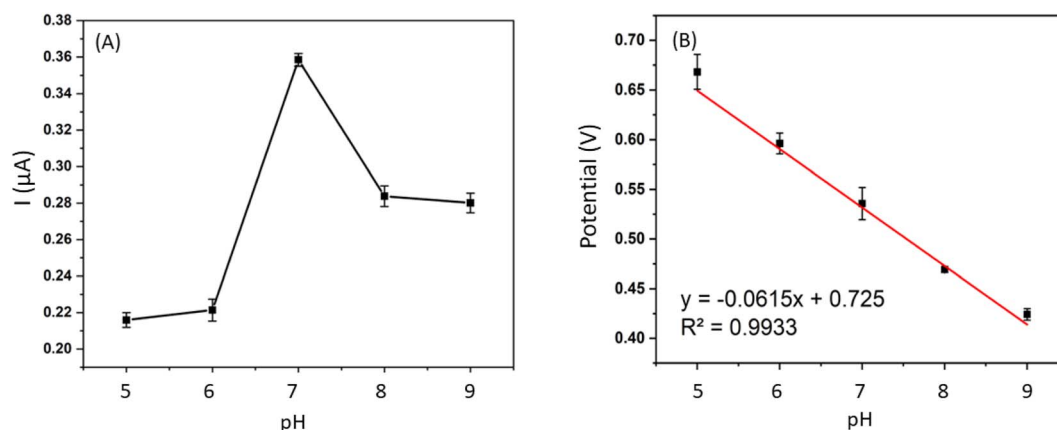 (A)
I (µA)
0.38
0.36
0.34
0.32
0.30
0.28
0.26
0.24
0.22
0.20
5 6 7 8 9
pH
(B)
Potential (V)
0.70
0.65
0.60
0.55
0.50
0.45
0.40
y = -0.0615x + 0.725
R² = 0.9933
5 6 7 8 9
pH